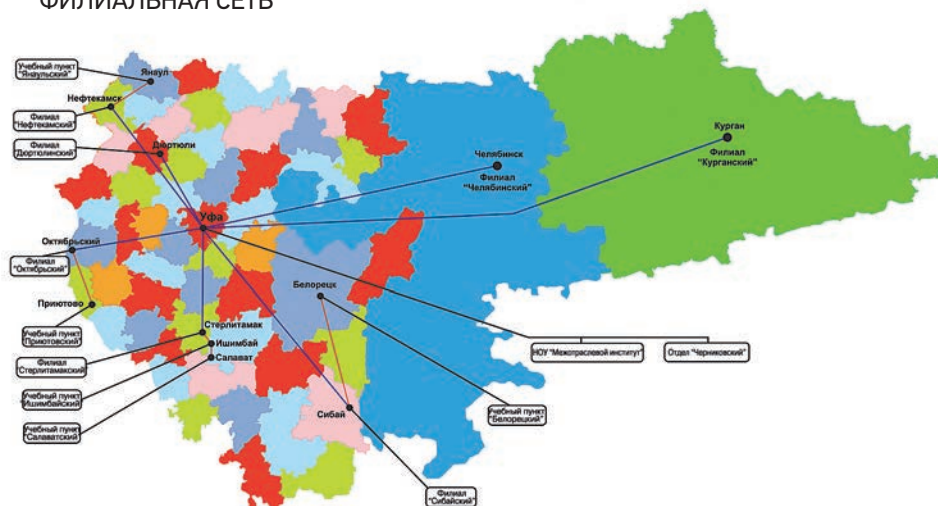 ФИЛИАЛЬНАЯ СЕТЬ
Учебный пункт
"Янаульский"
Янаул
Нефтекамск
Филиал
"Нефтекамский"
Филиал
"Дюртюлинский"
Дюртюли
Курган
Филиал
"Курганский"
Челябинск
Филиал
"Челябинский"
Уфа
Октябрьский
Филиал
"Октябрьский"
Белорецк
Приютово
Учебный пункт
"Приютовский"
Стерлитамак
Ишимбай
Салават
Филиал
"Стерлитамакский"
НОУ "Межотраслевой институт"
Отдел "Черниковский"
Учебный пункт
"Ишимбайский"
Учебный пункт
"Салаватский"
Сибай
Учебный пункт
"Белорецкий"
Филиал
"Сибайский"